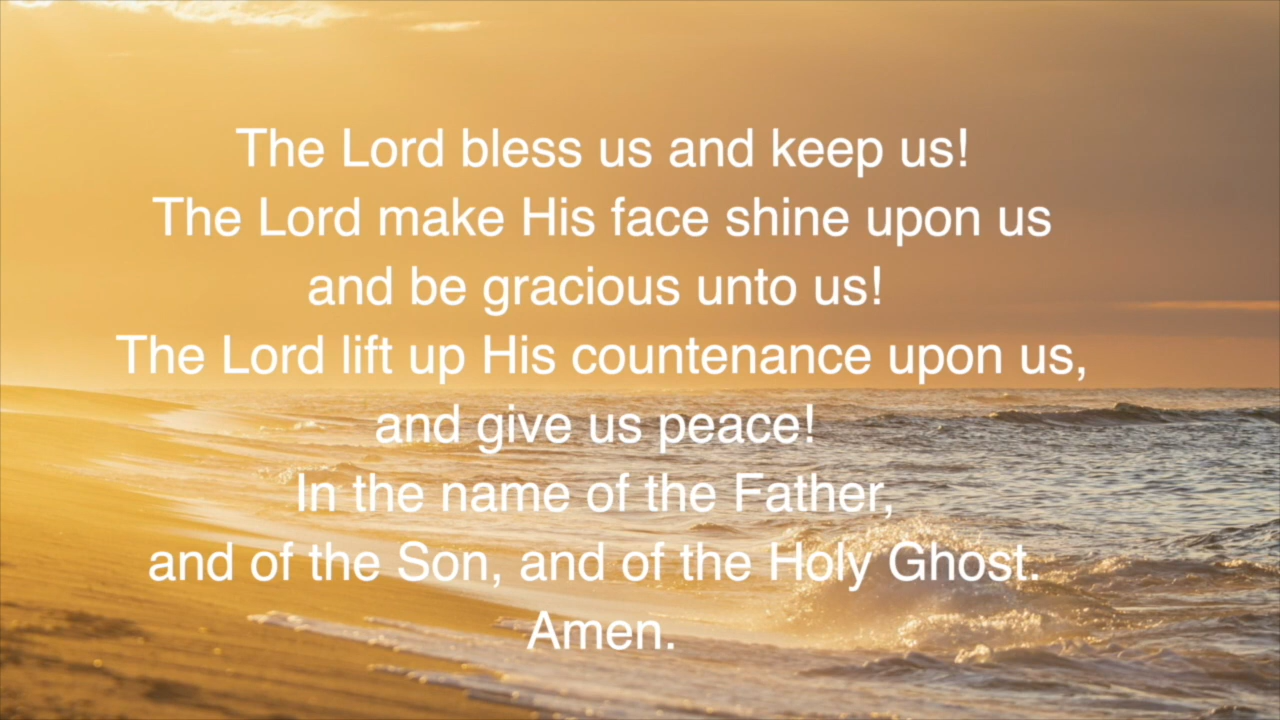 The Lord bless us and keep us!
The Lord make His face shine upon us
and be gracious unto us!
The Lord lift up His countenance upon us,
and give us peace!
In the name of the Father,
and of the Son, and of the Holy Ghost.
Amen.